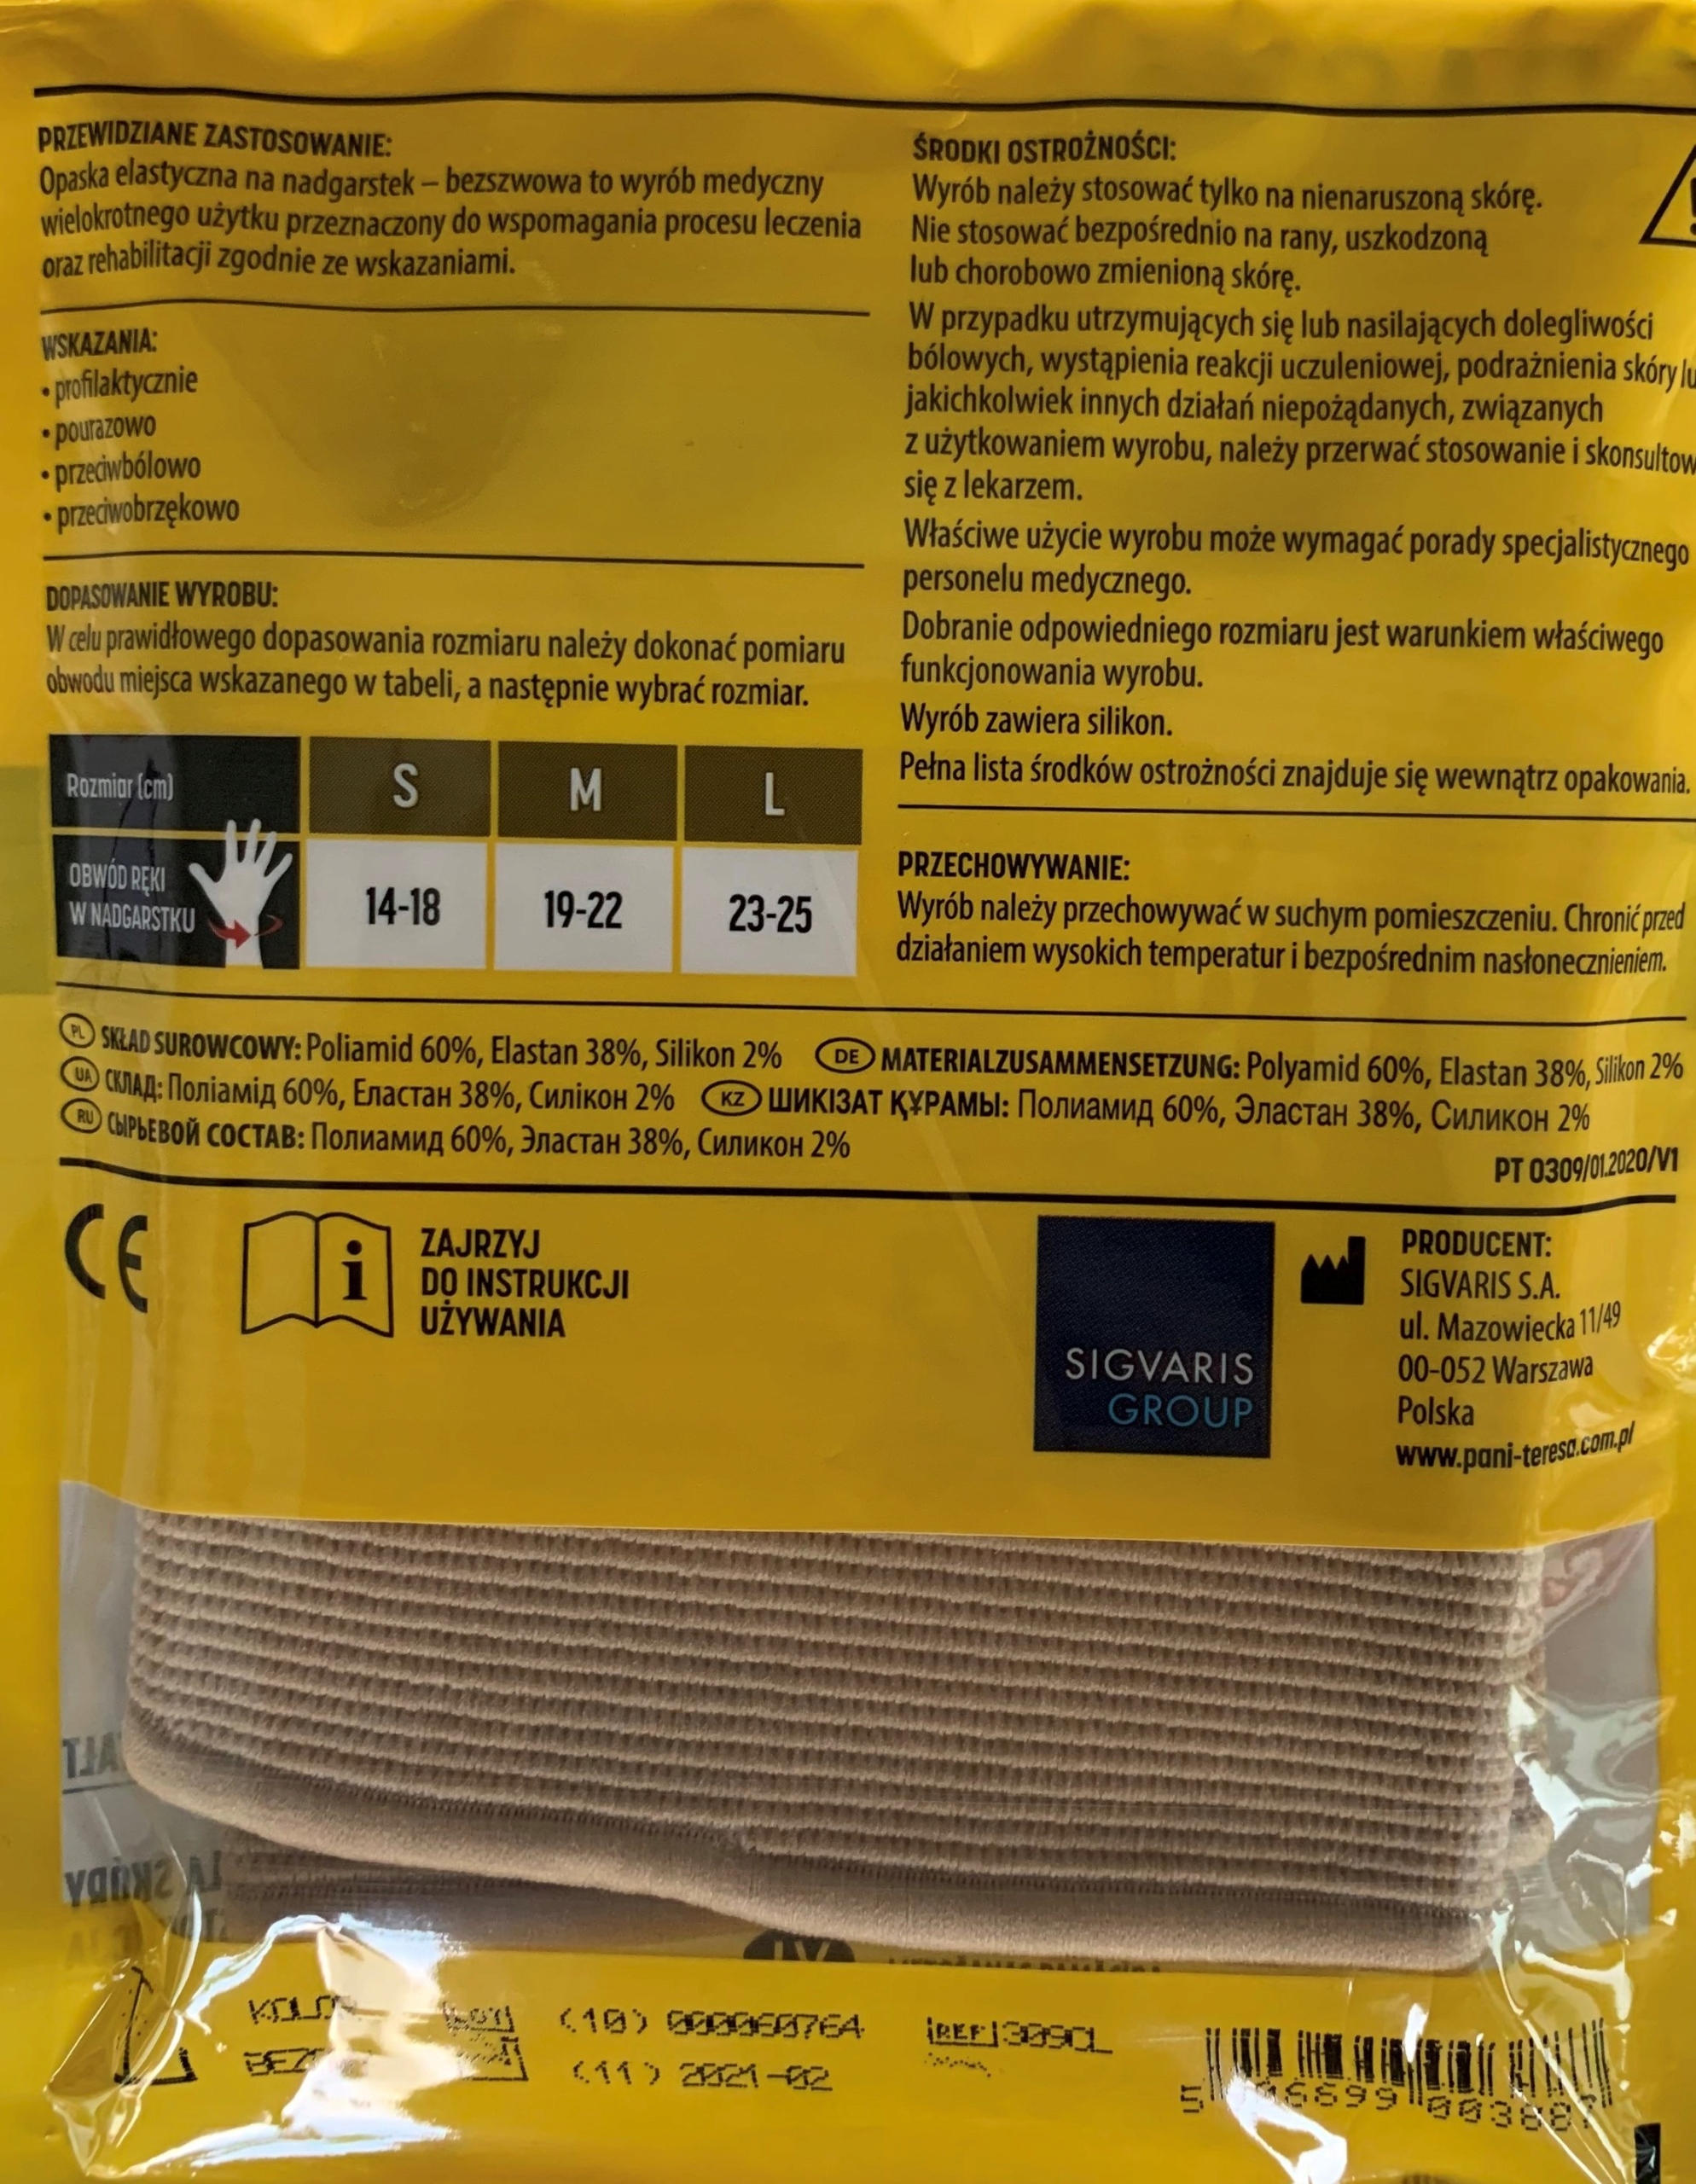 PRZEWIDZIANE ZASTOSOWANIE:
Opaska elastyczna na nadgarstek – bezszwowa to wyrób medyczny
wielokrotnego użytku przeznaczony do wspomagania procesu leczenia
oraz rehabilitacji zgodnie ze wskazaniami.
WSKAZANIA:
• profilaktycznie
• pourazowo
• przeciwbólowo
• przeciwobrzękowo
DOPASOWANIE WYROBU:
W celu prawidłowego dopasowania rozmiaru należy dokonać pomiaru
obwodu miejsca wskazanego w tabeli, a następnie wybrać rozmiar.
Rozmiar (cm) S M L
OBWÓD RĘKI
W NADGARSTKU 14-18 19-22 23-25
ŚRODKI OSTROŻNOŚCI:
Wyrób należy stosować tylko na nienaruszoną skórę.
Nie stosować bezpośrednio na rany, uszkodzoną
lub chorobowo zmienioną skórę.
W przypadku utrzymujących się lub nasilających dolegliwości
bólowych, wystąpienia reakcji uczuleniowej, podrażnienia skóry lu
jakichkolwiek innych działań niepożądanych, związanych
z użytkowaniem wyrobu, należy przerwać stosowanie i skonsultow
się z lekarzem.
Właściwe użycie wyrobu może wymagać porady specjalistycznego
personelu medycznego.
Dobranie odpowiedniego rozmiaru jest warunkiem właściwego
funkcjonowania wyrobu.
Wyrób zawiera silikon.
Pełna lista środków ostrożności znajduje się wewnątrz opakowania.
PRZECHOWYWANIE:
Wyrób należy przechowywać w suchym pomieszczeniu. Chronić przed
działaniem wysokich temperatur i bezpośrednim nasłonecznieniem.
PL SKŁAD SUROWCOWY: Poliamid 60%, Elastan 38%, Silikon 2% DE MATERIALZUSAMMENSETZUNG: Polyamid 60%, Elastan 38%, Silikon 2%
UA СКЛАД: Поліамід 60%, Еластан 38%, Силікон 2% KZ ШИКІЗАТ ҚҰРАМЫ: Полиамид 60%, Эластан 38%, Силикон 2%
RU СЫРЬЕВОЙ СОСТАВ: Полиамид 60%, Эластан 38%, Силикон 2%
PT 0309/01.2020/V1
CE
ZAJRZYJ
DO INSTRUKCJI
UŻYWANIA
SIGVARIS
GROUP
PRODUCENT:
SIGVARIS S.A.
ul. Mazowiecka 11/49
00-052 Warszawa
Polska
www.pani-teresa.com.pl
KOLOR
(10) 000060764
(11) 2021-02
REF 309CL